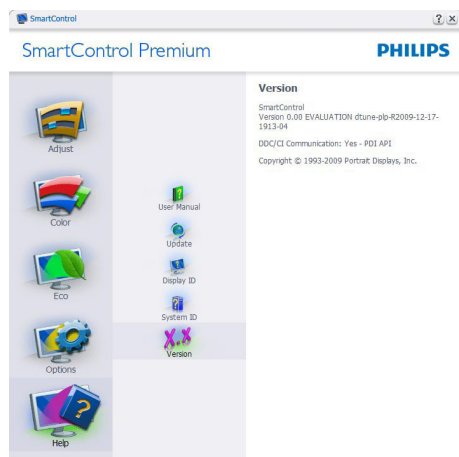 SmartControl
SmartControl Premium
PHILIPS
Adjust
Color
Eco
Options
Help
User Manual
Update
Display ID
System ID
X.X
Version
Version
SmartControl
Version 0.00 EVALUATION dtune-plp-R2009-12-17-
1913-04
DDC/CI Communication: Yes - PDI API
Copyright © 1993-2009 Portrait Displays, Inc.